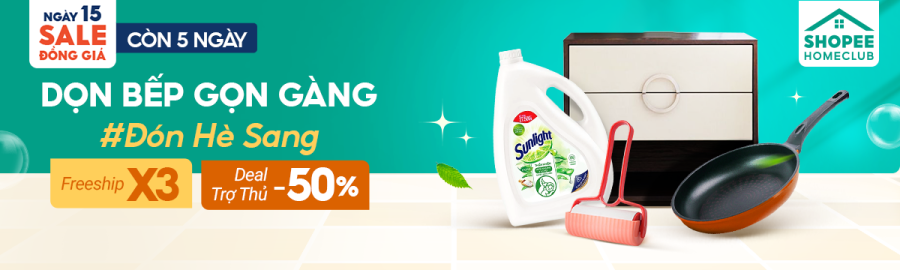 NGÀY 15
SALE
ĐỒNG GIÁ
CÒN 5 NGÀY
DỌN BẾP GỌN GÀNG
#Đón Hè Sang
Freeship X3
Deal
Trợ Thủ
-50%
Sunlight
SHOPEE
HOMECLUB